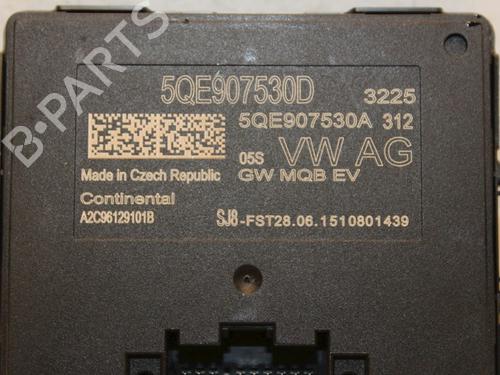 5QE907530D 3225
5QE907530A 312
05S VW AG
Made in Czech Republic GW MQB EV
Continental
A2C96129101B SJ8-FST28.06.1510801439
B-PARTS